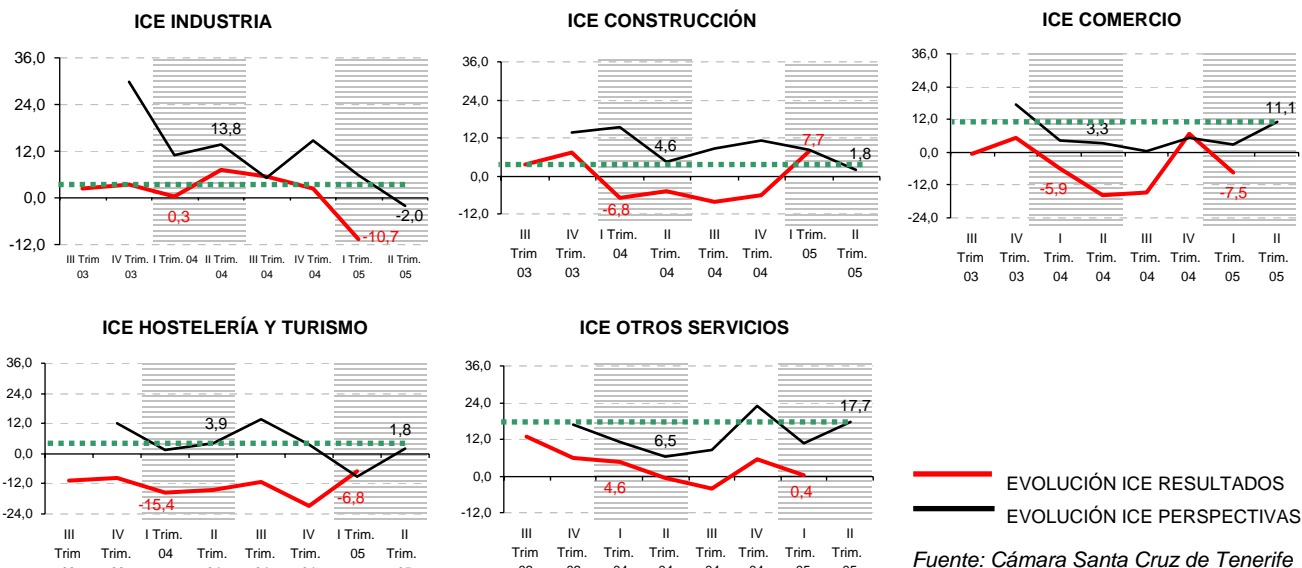 ICE INDUSTRIA
36,0
24,0
12,0
0,0
-12,0
13,8
0,3
-2,0
-10,7
III Trim IV Trim. I Trim. 04 II Trim. III Trim. IV Trim. I Trim. II Trim.
03 03 04 04 04 05 05
ICE CONSTRUCCIÓN
36,0
24,0
12,0
0,0
-12,0
4,6
-6,8
7,7
1,8
III IV I Trim. II III IV I Trim. II
Trim Trim. 04 Trim. Trim. Trim. 05 Trim.
03 03 04 04 04 05
ICE COMERCIO
36,0
24,0
12,0
0,0
-12,0
-24,0
3,3
-5,9
11,1
-7,5
III IV I II III IV I II
Trim Trim. Trim. Trim. Trim. Trim. Trim. Trim.
03 03 04 04 04 04 05 05
ICE HOSTELERÍA Y TURISMO
36,0
24,0
12,0
0,0
-12,0
-24,0
3,9
-15,4
1,8
-6,8
III IV I Trim. II III IV I Trim. II
Trim Trim. 04 Trim. Trim. Trim. 05 Trim.
ICE OTROS SERVICIOS
36,0
24,0
12,0
0,0
-12,0
6,5
4,6
17,7
0,4
III IV I II III IV I II
Trim Trim. Trim. Trim. Trim. Trim. Trim. Trim.
EVOLUCIÓN ICE RESULTADOS
EVOLUCIÓN ICE PERSPECTIVAS
Fuente: Cámara Santa Cruz de Tenerife